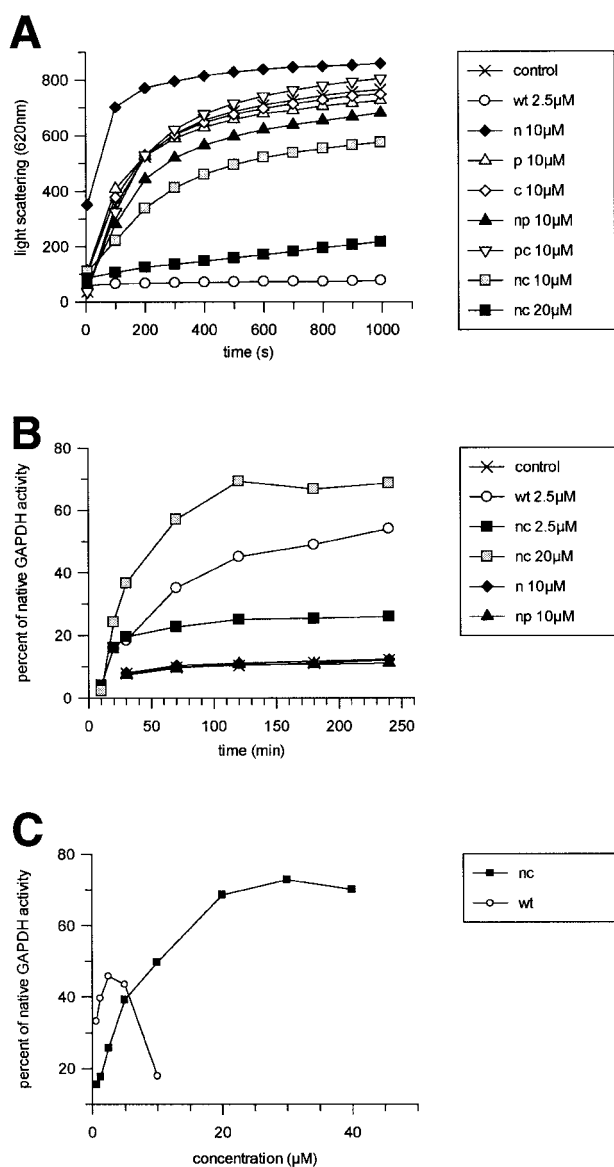 A
light scattering (620nm)
800
600
400
200
0
0 200 400 600 800 1000
time (s)
control
wt 2.5µM
n 10µM
p 10µM
c 10µM
np 10µM
pc 10µM
nc 10µM
nc 20µM
B
percent of native GAPDH activity
80
60
40
20
0
0 50 100 150 200 250
time (min)
control
wt 2.5µM
nc 2.5µM
nc 20µM
n 10µM
np 10µM
C
percent of native GAPDH activity
80
60
40
20
0 20 40
concentration (µM)
nc
wt